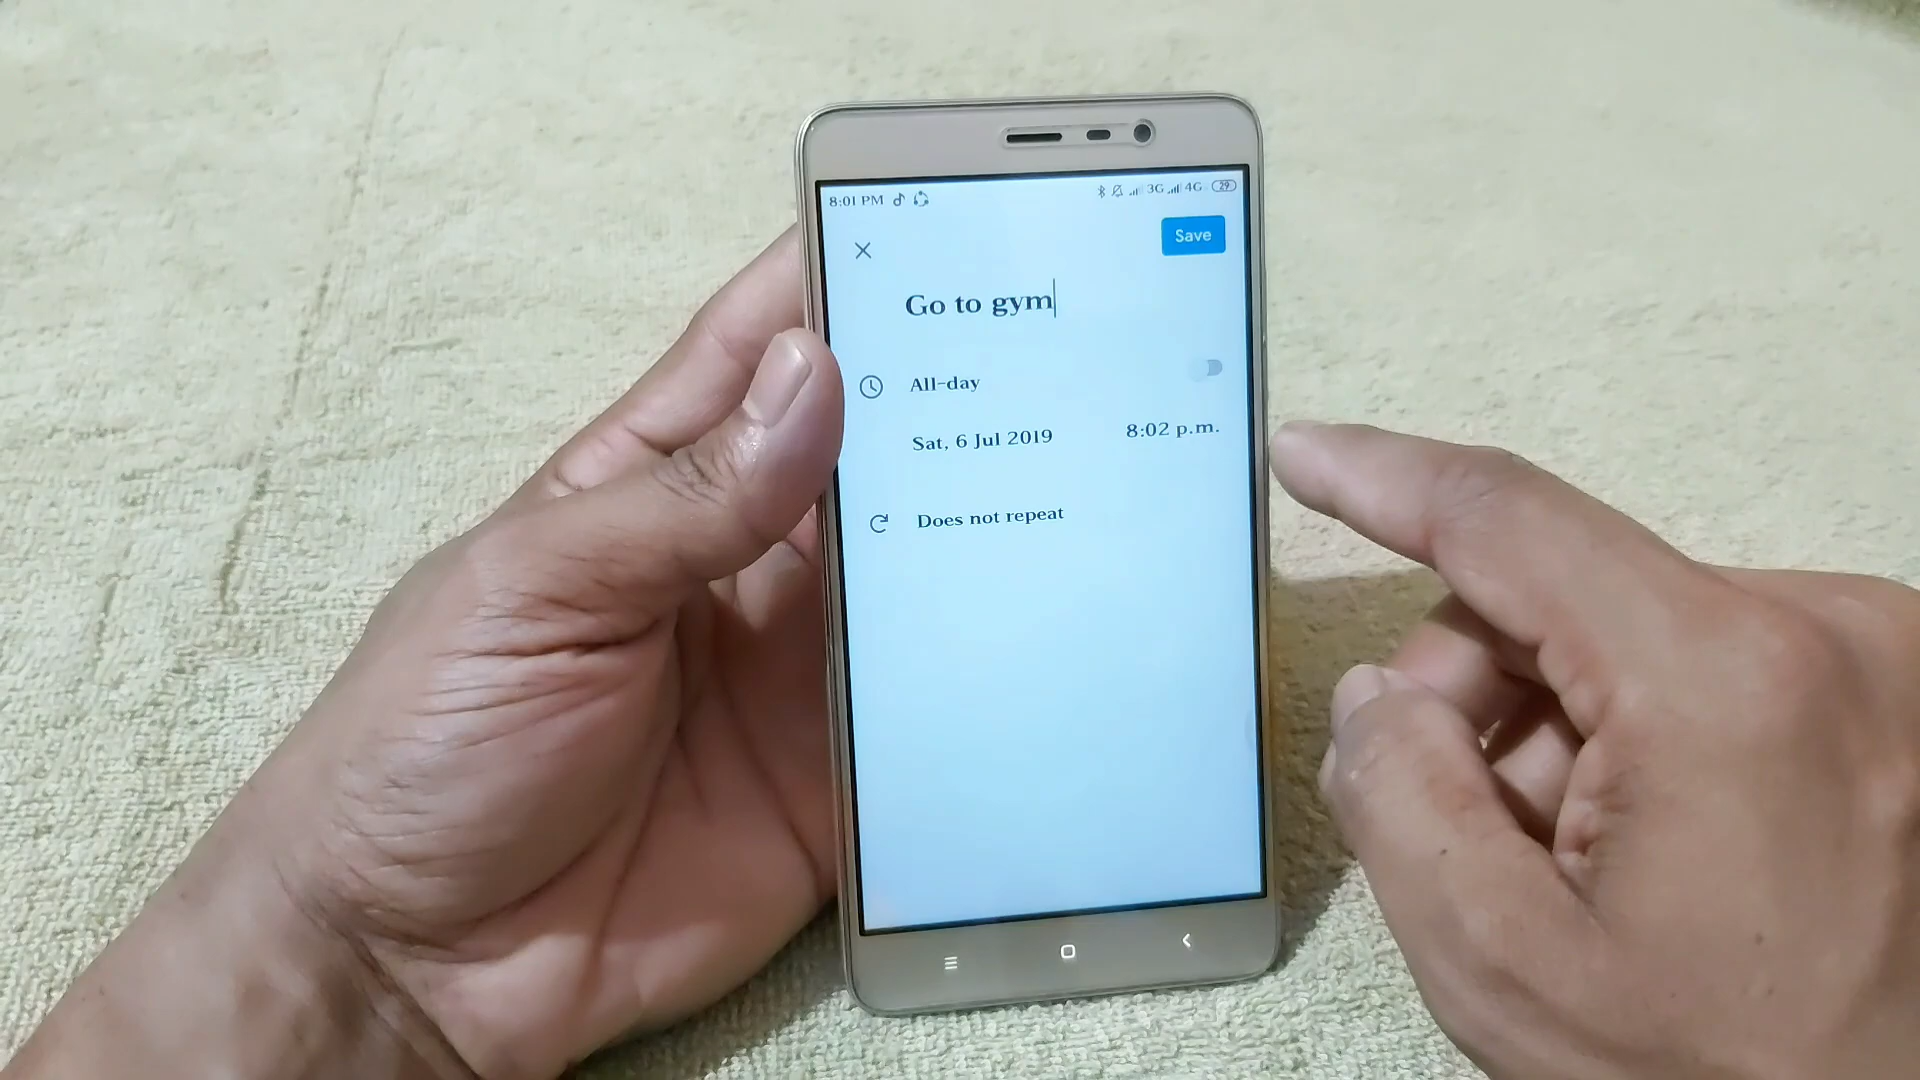 8:01 PM 3G 4G 29
Save
Go to gym
All-day
Sat, 6 Jul 2019 8:02 p.m.
Does not repeat